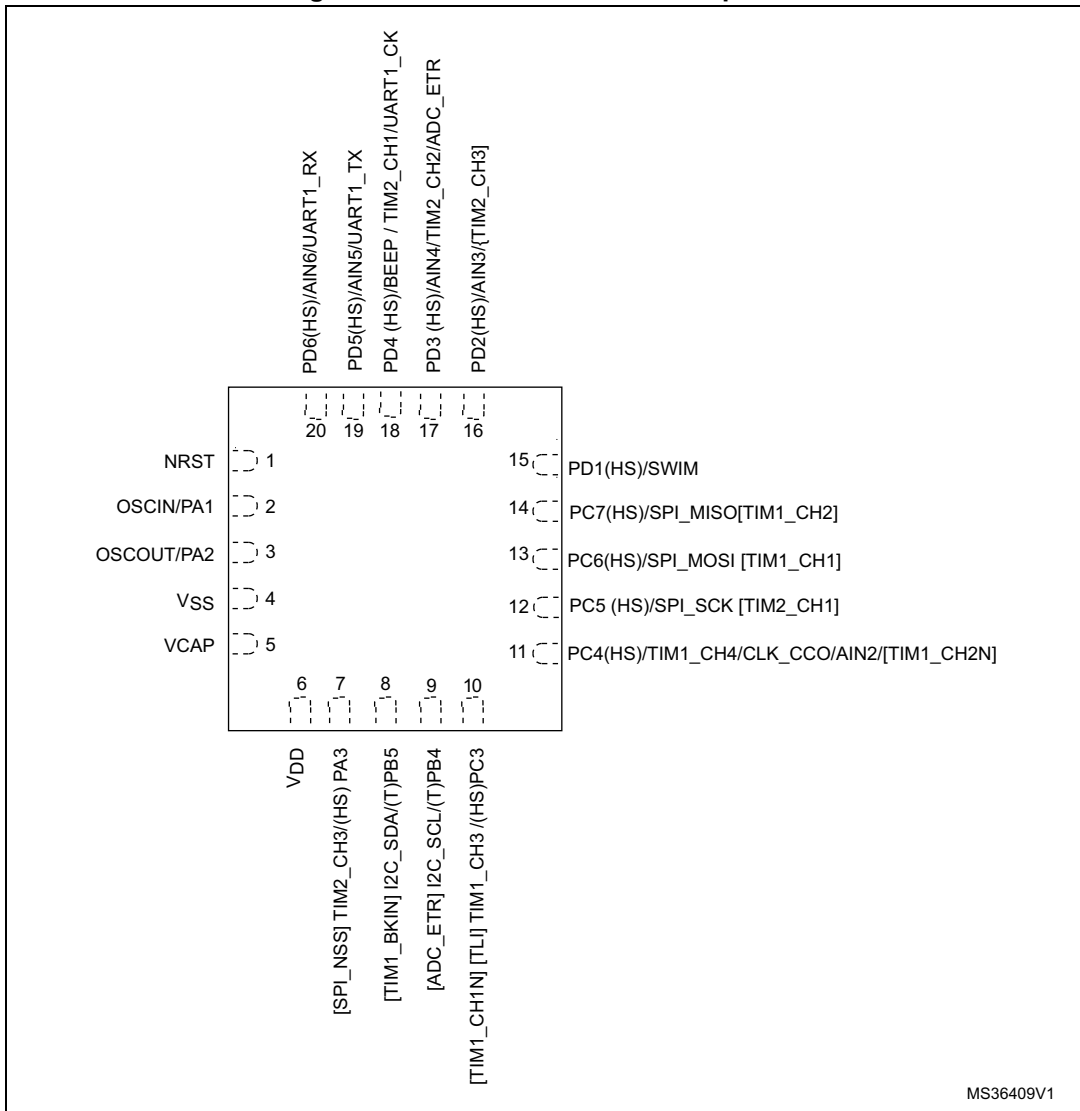 PD6(HS)/AIN6/UART1_RX
PD5(HS)/AIN5/UART1_TX
PD4 (HS)/BEEP / TIM2_CH1/UART1_CK
PD3 (HS)/AIN4/TIM2_CH2/ADC_ETR
PD2(HS)/AIN3/{TIM2_CH3]
20 19 18 17 16
NRST 1
OSCIN/PA1 2
OSCOUT/PA2 3
VSS 4
VCAP 5
15 PD1(HS)/SWIM
14 PC7(HS)/SPI_MISO[TIM1_CH2]
13 PC6(HS)/SPI_MOSI [TIM1_CH1]
12 PC5 (HS)/SPI_SCK [TIM2_CH1]
11 PC4(HS)/TIM1_CH4/CLK_CCO/AIN2/[TIM1_CH2N]
6 7 8 9 10
VDD
[SPI_NSS] TIM2_CH3/(HS) PA3
[TIM1_BKIN] I2C_SDA/(T)PB5
[ADC_ETR] I2C_SCL/(T)PB4
[TIM1_CH1N] [TLI] TIM1_CH3 /(HS)PC3
MS36409V1